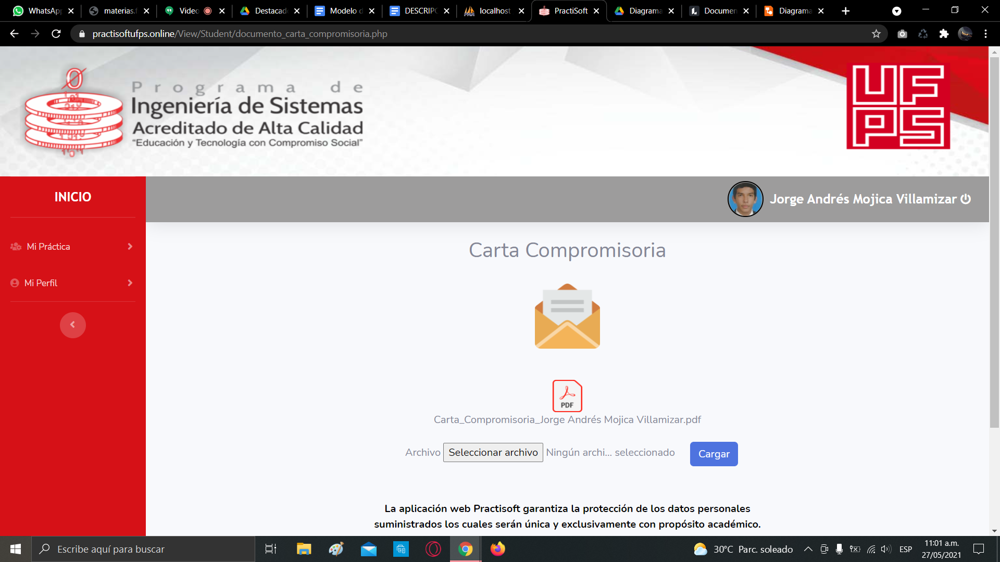 WhatsApp
materias.f
Video
Destacad
Modelo d
DESCRIPC
localhost
PractiSoft
Diagrama
Documen
Diagrama
practisoftufps.online/View/Student/documento_carta_compromisoria.php
Programa de
Ingeniería de Sistemas
Acreditado de Alta Calidad
“Educación y Tecnología con Compromiso Social”
UF
PS
INICIO
Jorge Andrés Mojica Villamizar
Mi Práctica
Mi Perfil
Carta Compromisoria
PDF
Carta_Compromisoria_Jorge Andrés Mojica Villamizar.pdf
Archivo Seleccionar archivo Ningún archi... seleccionado Cargar
La aplicación web Practisoft garantiza la protección de los datos personales
suministrados los cuales serán única y exclusivamente con propósito académico.
Escribe aquí para buscar
30°C Parc. soleado
ESP
11:01 a.m.
27/05/2021